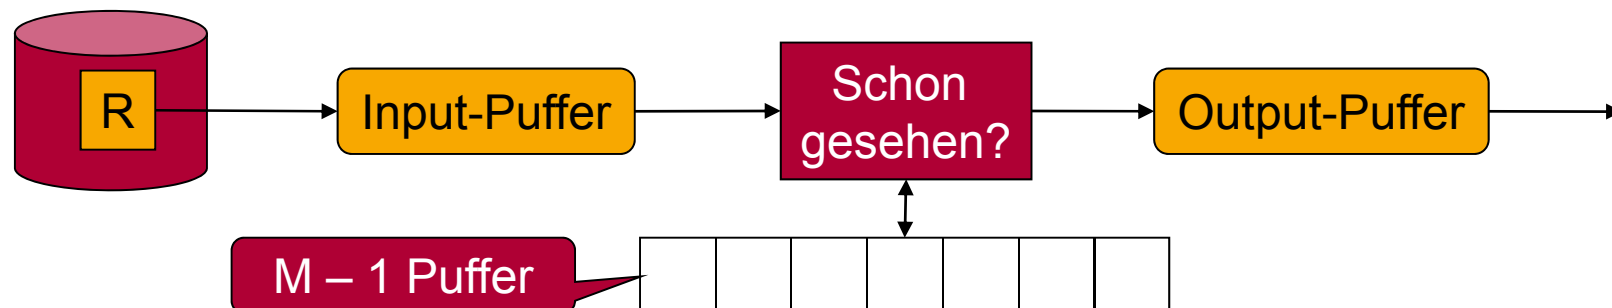 R
Input-Puffer
Schon
gesehen?
Output-Puffer
M – 1 Puffer